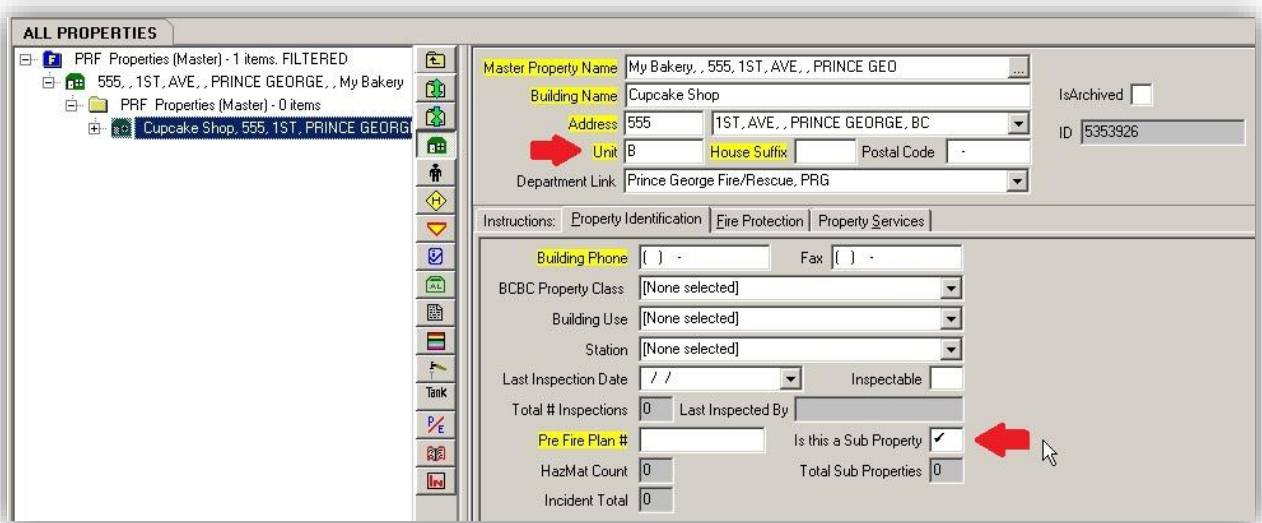 ALL PROPERTIES
PRF Properties (Master) - 1 items. FILTERED
555, , 1ST, AVE, , PRINCE GEORGE, , My Bakery
PRF Properties (Master) - 0 items
Cupcake Shop, 555, 1ST, PRINCE GEORG
H
AL
Tank
P/E
Master Property Name My Bakery, , 555, 1ST, AVE, , PRINCE GEO ...
Building Name Cupcake Shop
IsArchived
Address 555 1ST, AVE, , PRINCE GEORGE, BC
ID 5353926
Unit B House Suffix Postal Code -
Department Link Prince George Fire/Rescue, PRG
Instructions: Property Identification Fire Protection Property Services
Building Phone ( ) - Fax ( ) -
BCBC Property Class [None selected]
Building Use [None selected]
Station [None selected]
Last Inspection Date / / Inspectable
Total # Inspections 0 Last Inspected By
Pre Fire Plan # Is this a Sub Property ✔
HazMat Count 0 Total Sub Properties 0
Incident Total 0